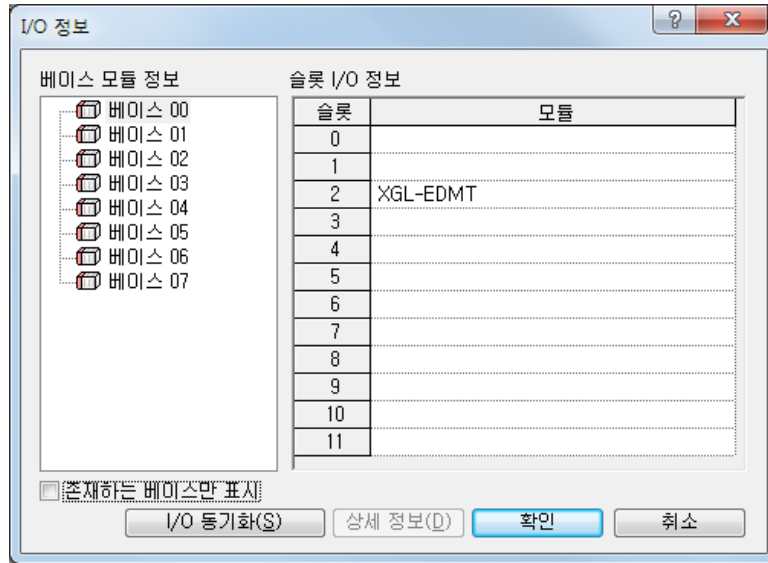 I/O 정보
베이스 모듈 정보
베이스 00
베이스 01
베이스 02
베이스 03
베이스 04
베이스 05
베이스 06
베이스 07
슬롯 I/O 정보
슬롯 모듈
0
1
2 XGL-EDMT
3
4
5
6
7
8
9
10
11
존재하는 베이스만 표시
I/O 동기화(S) 상세 정보(D) 확인 취소